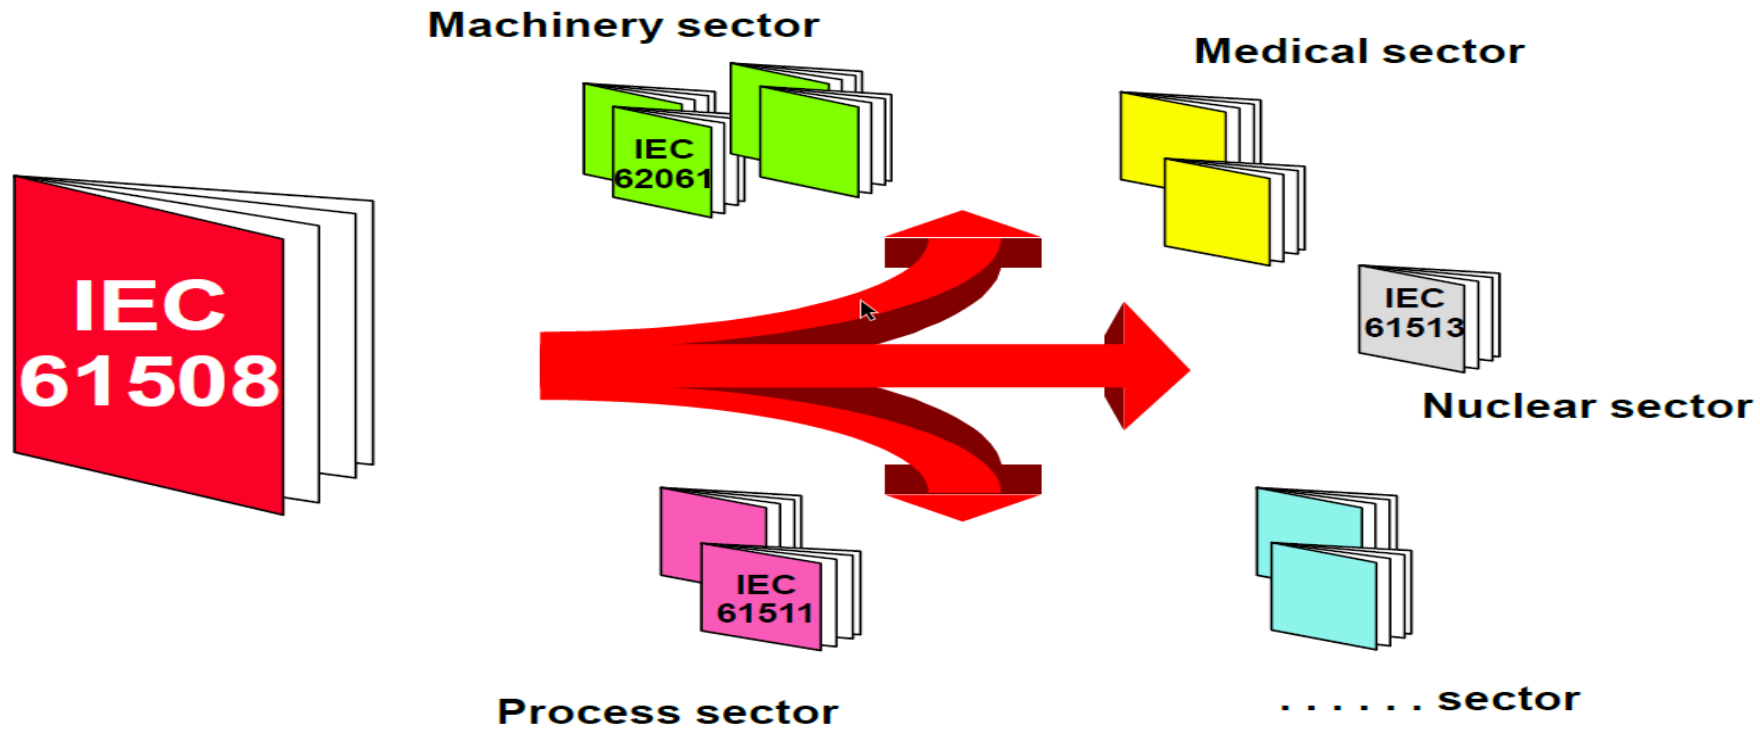 Machinery sector
Medical sector
IEC
62061
IEC
61508
IEC
61513
Nuclear sector
IEC
61511
Process sector
. . . . . . sector